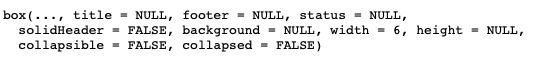 box(..., title = NULL, footer = NULL, status = NULL,
  solidHeader = FALSE, background = NULL, width = 6, height = NULL,
  collapsible = FALSE, collapsed = FALSE)